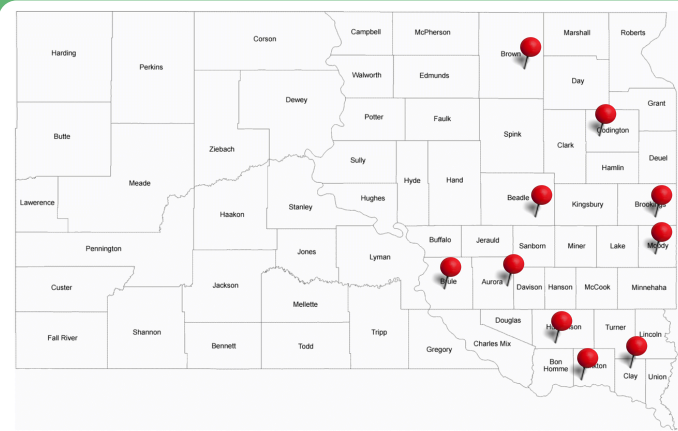 Campbell
McPherson
Marshall
Roberts
Corson
Harding
Perkins
Brown
Walworth
Edmunds
Day
Dewey
Grant
Potter
Faulk
Codington
Butte
Spink
Clark
Ziebach
Sully
Deuel
Hamlin
Meade
Hyde
Hand
Lawerence
Hughes
Beadle
Kingsbury
Brookings
Stanley
Haakon
Buffalo
Jerauld
Sanborn
Miner
Lake
Moody
Pennington
Jones
Lyman
Brule
Aurora
Davison
Hanson
McCook
Minnehaha
Custer
Jackson
Mellette
Douglas
Hutchinson
Turner
Lincoln
Fall River
Shannon
Bennett
Todd
Tripp
Gregory
Charles Mix
Bon
Homme
Clay
Union